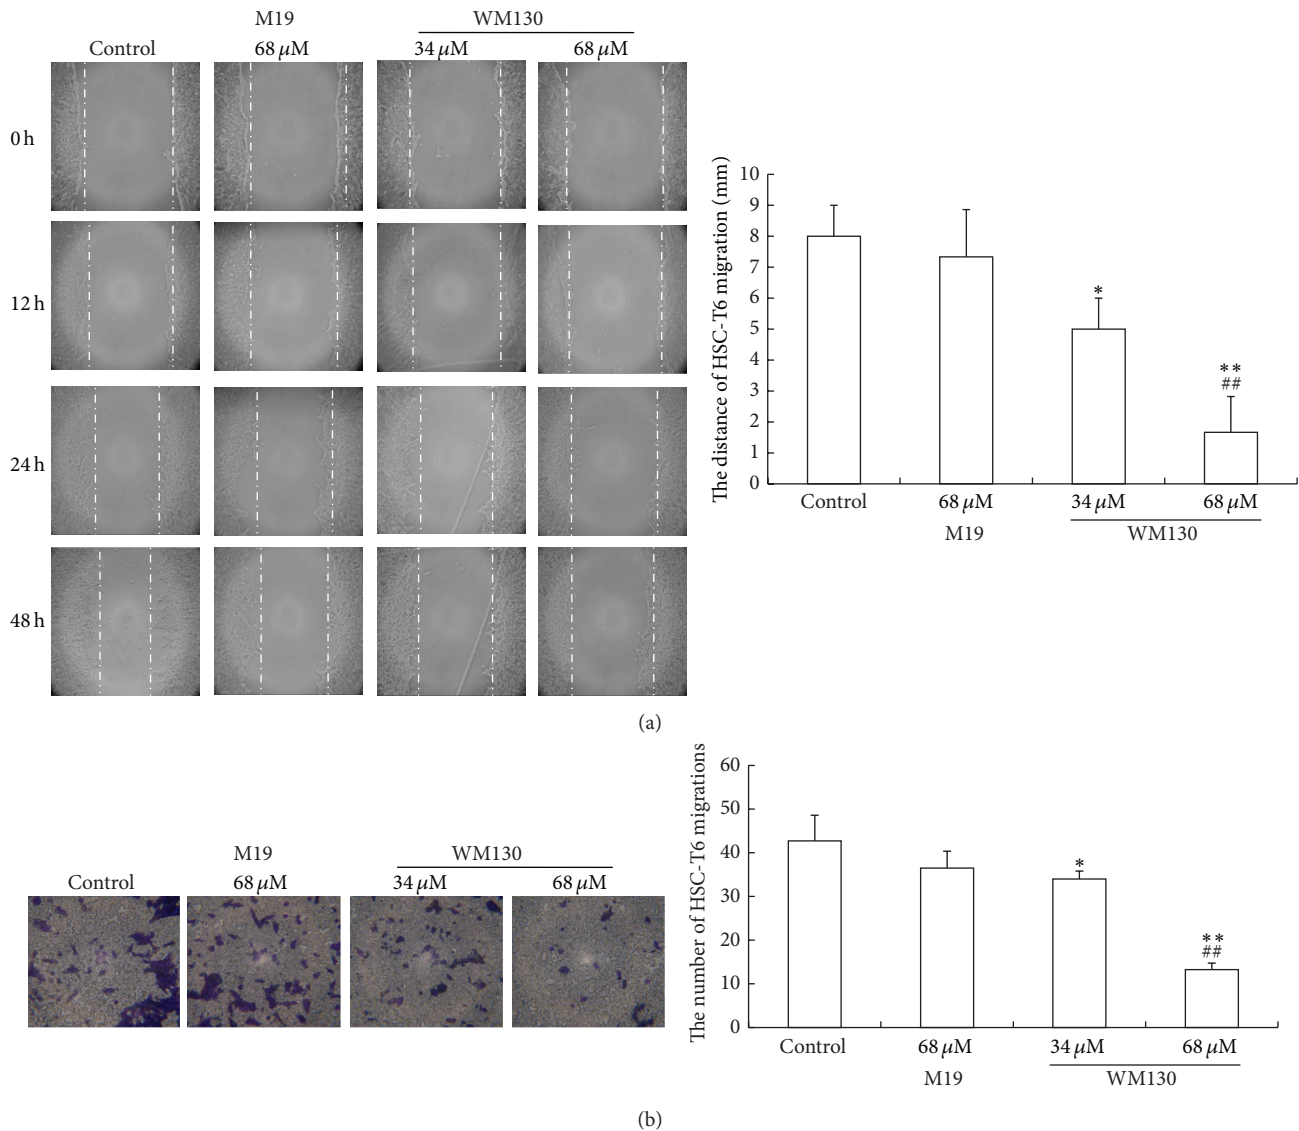 M19
WM130
Control
68 μM
34 μM
68 μM
0 h
12 h
24 h
48 h
The distance of HSC-T6 migration (mm)
10
9
8
7
6
5
4
3
2
1
0
*
**
##
Control
68 μM
34 μM
68 μM
M19
WM130
(a)
M19
WM130
Control
68 μM
34 μM
68 μM
The number of HSC-T6 migrations
60
50
40
30
20
10
0
*
**
##
Control
68 μM
34 μM
68 μM
M19
WM130
(b)